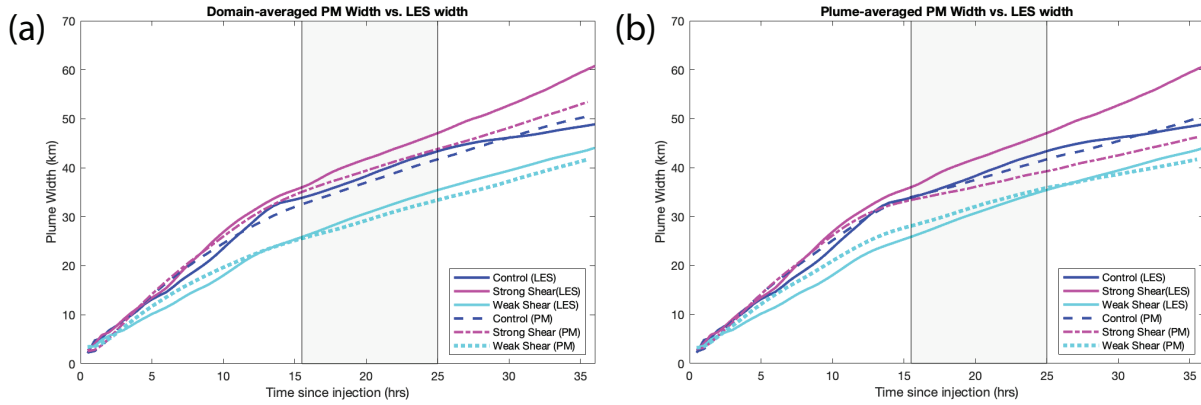 (a)
Domain-averaged PM Width vs. LES width
Plume Width (km)
70
60
50
40
30
20
10
0
0 5 10 15 20 25 30 35
Time since injection (hrs)
Control (LES)
Strong Shear(LES)
Weak Shear (LES)
Control (PM)
Strong Shear (PM)
Weak Shear (PM)
(b)
Plume-averaged PM Width vs. LES width
Plume Width (km)
70
60
50
40
30
20
10
0
0 5 10 15 20 25 30 35
Time since injection (hrs)
Control (LES)
Strong Shear (LES)
Weak Shear (LES)
Control (PM)
Strong Shear (PM)
Weak Shear (PM)